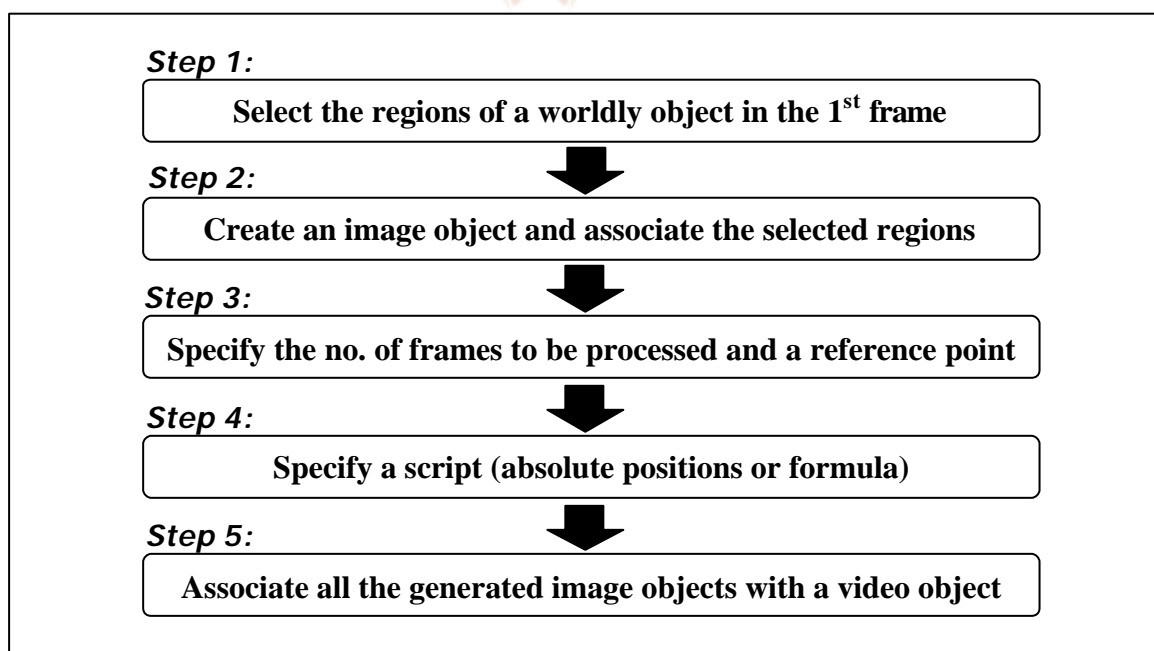 Step 1:
Select the regions of a worldly object in the 1st frame
Step 2:
Create an image object and associate the selected regions
Step 3:
Specify the no. of frames to be processed and a reference point
Step 4:
Specify a script (absolute positions or formula)
Step 5:
Associate all the generated image objects with a video object